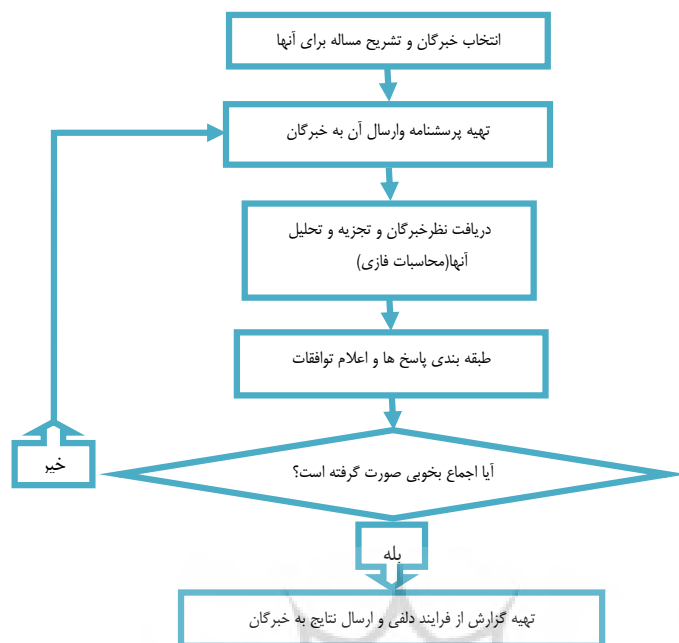 انتخاب خبرگان و تشریح مساله برای آنها
تهیه پرسشنامه وارسال آن به خبرگان
دریافت نظرخبرگان و تجزیه و تحلیل
آنها(محاسبات فازی)
طبقه بندی پاسخ ها و اعلام توافقات
آیا اجماع بخوبی صورت گرفته است؟
خیر
بله
تهیه گزارش از فرایند دلفی و ارسال نتایج به خبرگان